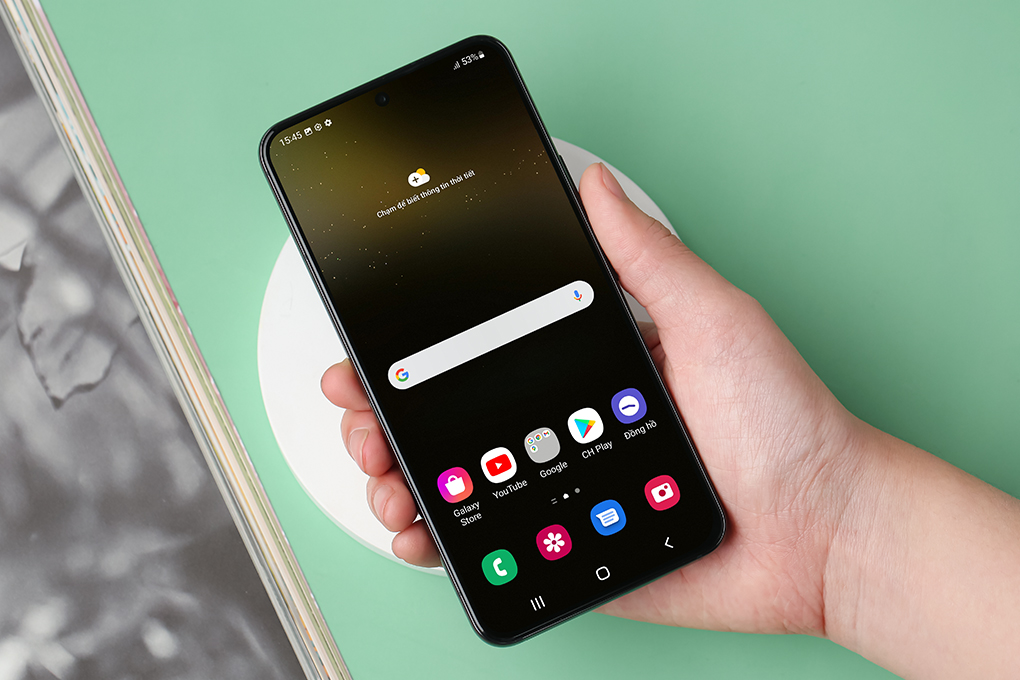 15:45
53%
Chạm để biết thông tin thời tiết
Galaxy
Store
YouTube
Google
CH Play
Đồng hồ